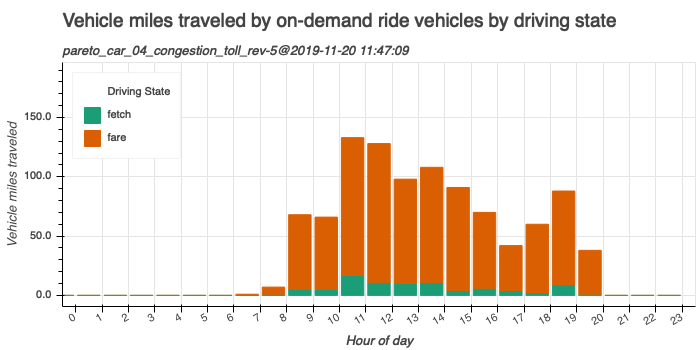 Vehicle miles traveled by on-demand ride vehicles by driving state
pareto_car_04_congestion_toll_rev-5@2019-11-20 11:47:09
Driving State
fetch
fare
150.0
100.0
50.0
0.0
Vehicle miles traveled
0 1 2 3 4 5 6 7 8 9 10 11 12 13 14 15 16 17 18 19 20 21 22 23
Hour of day